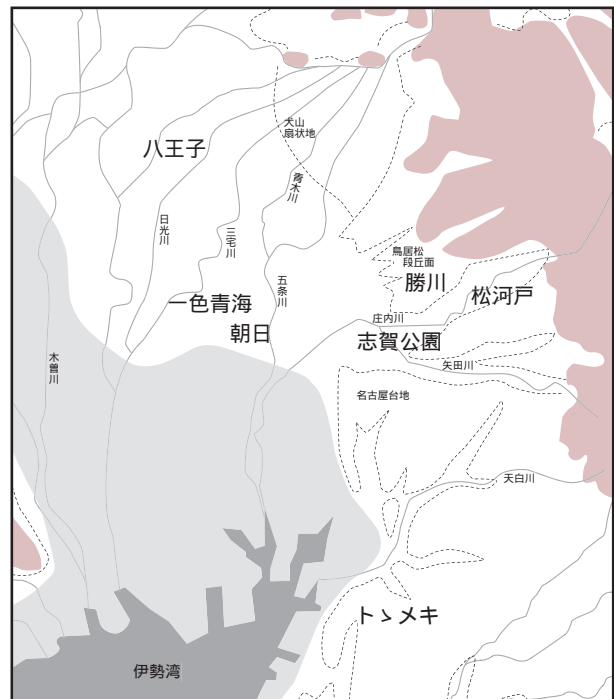 犬山
扇状地
八王子
青木川
日光川
三宅川
鳥居松
段丘面
五条川
勝川
松河戸
一色青海
庄内川
朝日
志賀公園
木曽川
矢田川
名古屋台地
天白川
トゝメキ
伊勢湾